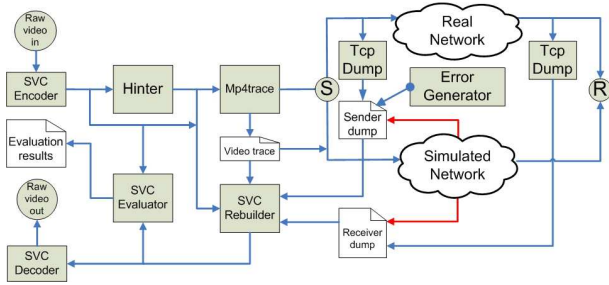 Raw
video
in
SVC
Encoder
Hinter
Mp4trace
S
Real
Network
Tcp
Dump
Tcp
Dump
Error
Generator
R
Evaluation
results
Video trace
Sender
dump
Simulated
Network
Raw
video
out
SVC
Evaluator
SVC
Rebuilder
Receiver
dump
SVC
Decoder